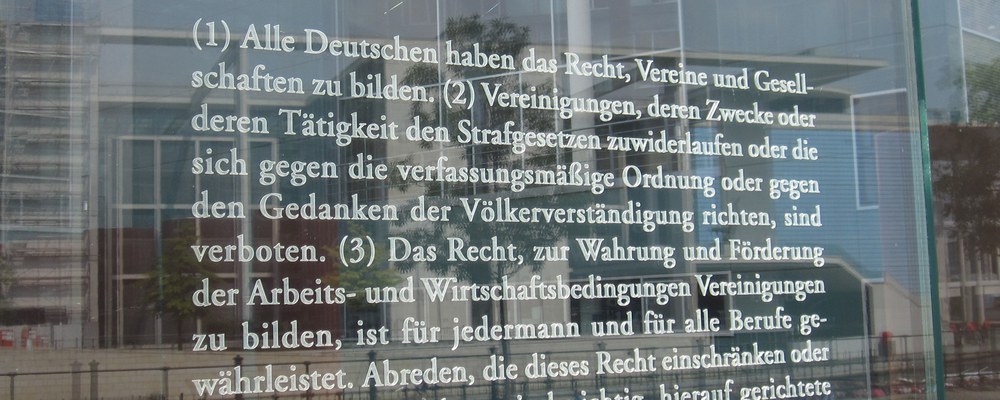 (1) Alle Deutschen haben das Recht, Vereine und Gesell-
schaften zu bilden. (2) Vereinigungen, deren Zwecke oder
deren Tätigkeit den Strafgesetzen zuwiderlaufen oder die
sich gegen die verfassungsmäßige Ordnung oder gegen
den Gedanken der Völkerverständigung richten, sind
verboten. (3) Das Recht, zur Wahrung und Förderung
der Arbeits- und Wirtschaftsbedingungen Vereinigungen
zu bilden, ist für jedermann und für alle Berufe ge-
währleistet. Abreden, die dieses Recht einschränken oder
hierauf gerichtete